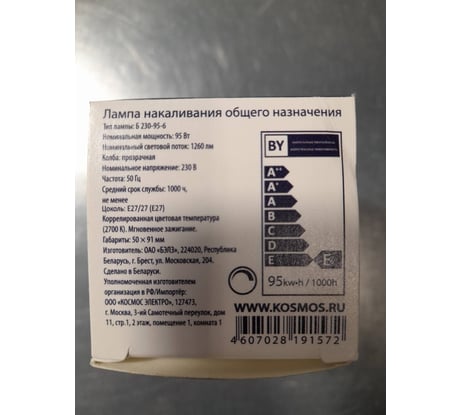 Лампа накаливания общего назначения
Тип лампы: Б 230-95-6
Номинальная мощность: 95 Вт
Номинальный световой поток: 1260 лм
Колба: прозрачная
Номинальное напряжение: 230 В
Частота: 50 Гц
Средний срок службы: 1000 ч,
не менее
Цоколь: E27/27 (E27)
Коррелированная цветовая температура
(2700 К). Мгновенное зажигание.
Габариты: 50 × 91 мм
Изготовитель: ОАО «БЭЛЗ», 224020, Республика
Беларусь, г. Брест, ул. Московская, 204.
Сделано в Беларуси.
Уполномоченная изготовителем
организация в РФ/Импортёр:
ООО «КОСМОС ЭЛЕКТРО», 127473,
г. Москва, 3-ий Самотечный переулок, дом
11, стр.1, 2 этаж, помещение 1, комната 1
BY
A++
A+
A
B
C
D
E E
95 kw•h / 1000h
WWW.KOSMOS.RU
4 607028 191572